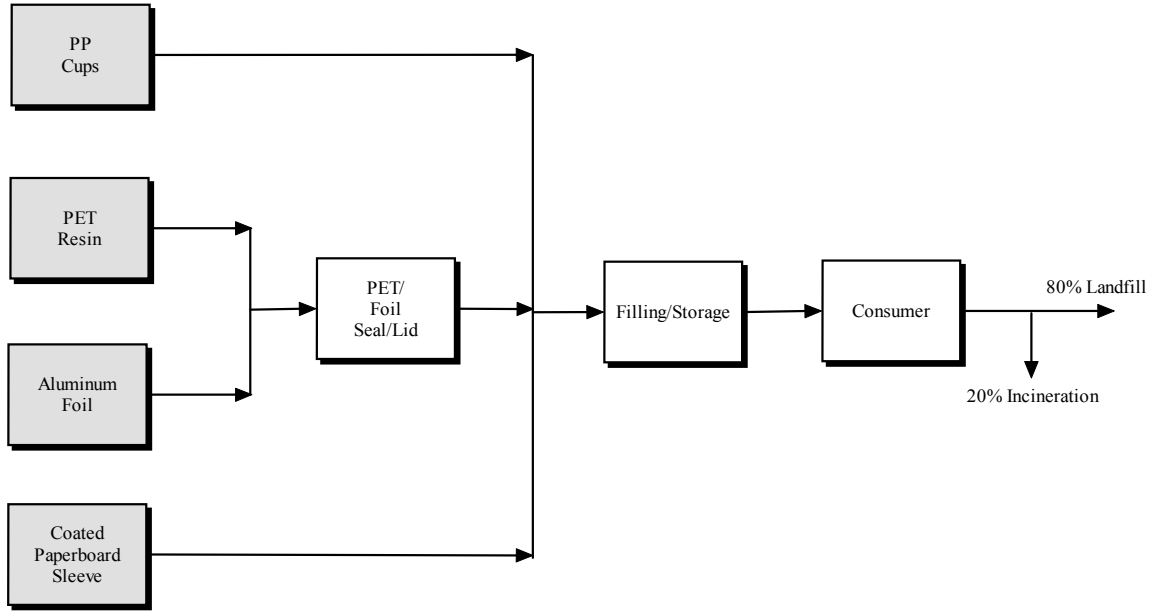 PP
Cups
PET
Resin
Aluminum
Foil
Coated
Paperboard
Sleeve
PET/
Foil
Seal/Lid
Filling/Storage
Consumer
80% Landfill
20% Incineration